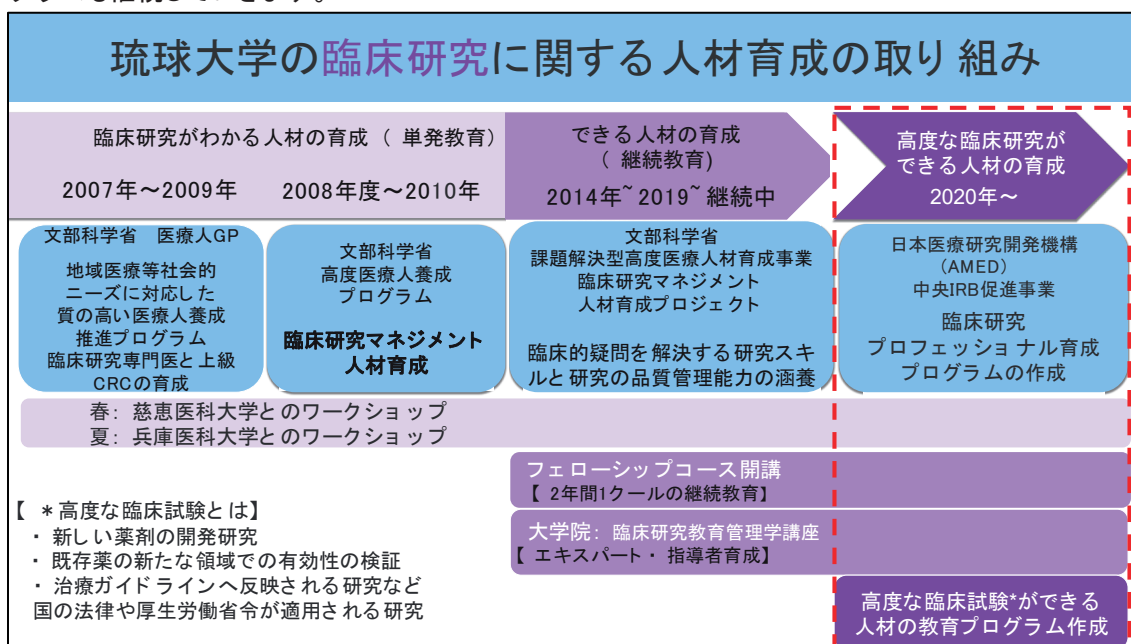 琉球大学の臨床研究に関する人材育成の取り組み
臨床研究がわかる人材の育成（単発教育）
2007年～2009年
2008年度～2010年
できる人材の育成
（継続教育)
2014年~2019~継続中
高度な臨床研究が
できる人材の育成
2020年～
文部科学省　医療人GP
地域医療等社会的
ニーズに対応した
質の高い医療人養成
推進プログラム
臨床研究専門医と上級
CRCの育成
文部科学省
高度医療人養成
プログラム
臨床研究マネジメント
人材育成
文部科学省
課題解決型高度医療人材育成事業
臨床研究マネジメント
人材育成プロジェクト
臨床的疑問を解決する研究スキ
ルと研究の品質管理能力の涵養
日本医療研究開発機構
(AMED)
中央IRB促進事業
臨床研究
プロフェッショナル育成
プログラムの作成
春：慈恵医科大学とのワークショップ
夏：兵庫医科大学とのワークショップ
フェローシップコース開講
【2年間1クールの継続教育】
大学院：臨床研究教育管理学講座
【エキスパート・指導者育成】
【＊高度な臨床試験とは】
・新しい薬剤の開発研究
・既存薬の新たな領域での有効性の検証
・治療ガイドラインへ反映される研究など
国の法律や厚生労働省令が適用される研究
高度な臨床試験*ができる
人材の教育プログラム作成